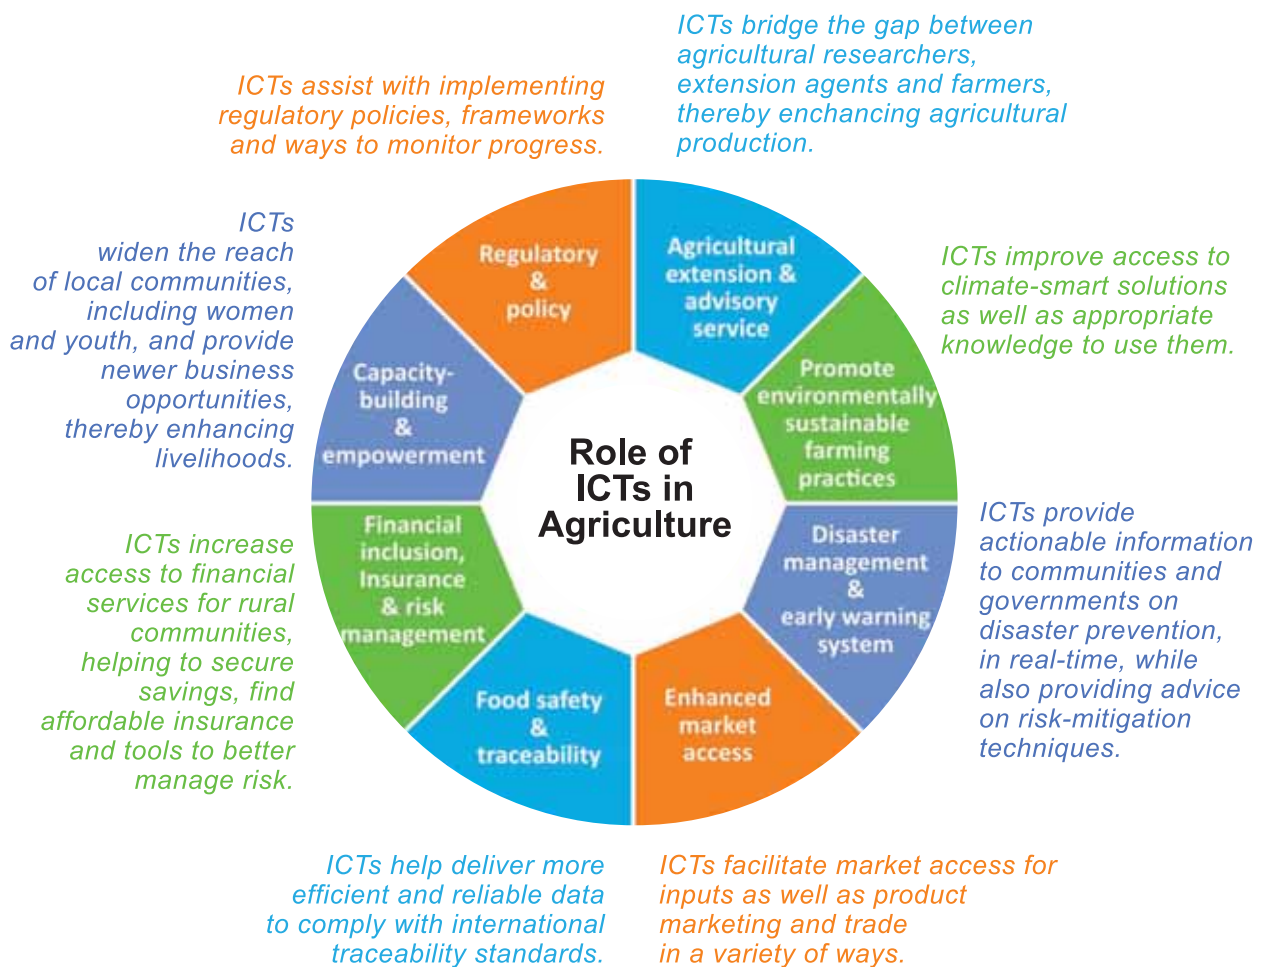 ICTs bridge the gap between
agricultural researchers,
extension agents and farmers,
thereby enchancing agricultural
production.
ICTs assist with implementing
regulatory policies, frameworks
and ways to monitor progress.
ICTs
widen the reach
of local communities,
including women
and youth, and provide
newer business
opportunities,
thereby enhancing
livelihoods.
Regulatory
&
policy
Agricultural
extension &
advisory
service
ICTs improve access to
climate-smart solutions
as well as appropriate
knowledge to use them.
Capacity-
building
&
empowerment
Promote
environmentally
sustainable
farming
practices
Role of
ICTs in
Agriculture
ICTs increase
access to financial
services for rural
communities,
helping to secure
savings, find
affordable insurance
and tools to better
manage risk.
Financial
inclusion,
Insurance
& risk
management
Disaster
management
&
early warning
system
ICTs provide
actionable information
to communities and
governments on
disaster prevention,
in real-time, while
also providing advice
on risk-mitigation
techniques.
Food safety
&
traceability
Enhanced
market
access
ICTs help deliver more
efficient and reliable data
to comply with international
traceability standards.
ICTs facilitate market access for
inputs as well as product
marketing and trade
in a variety of ways.